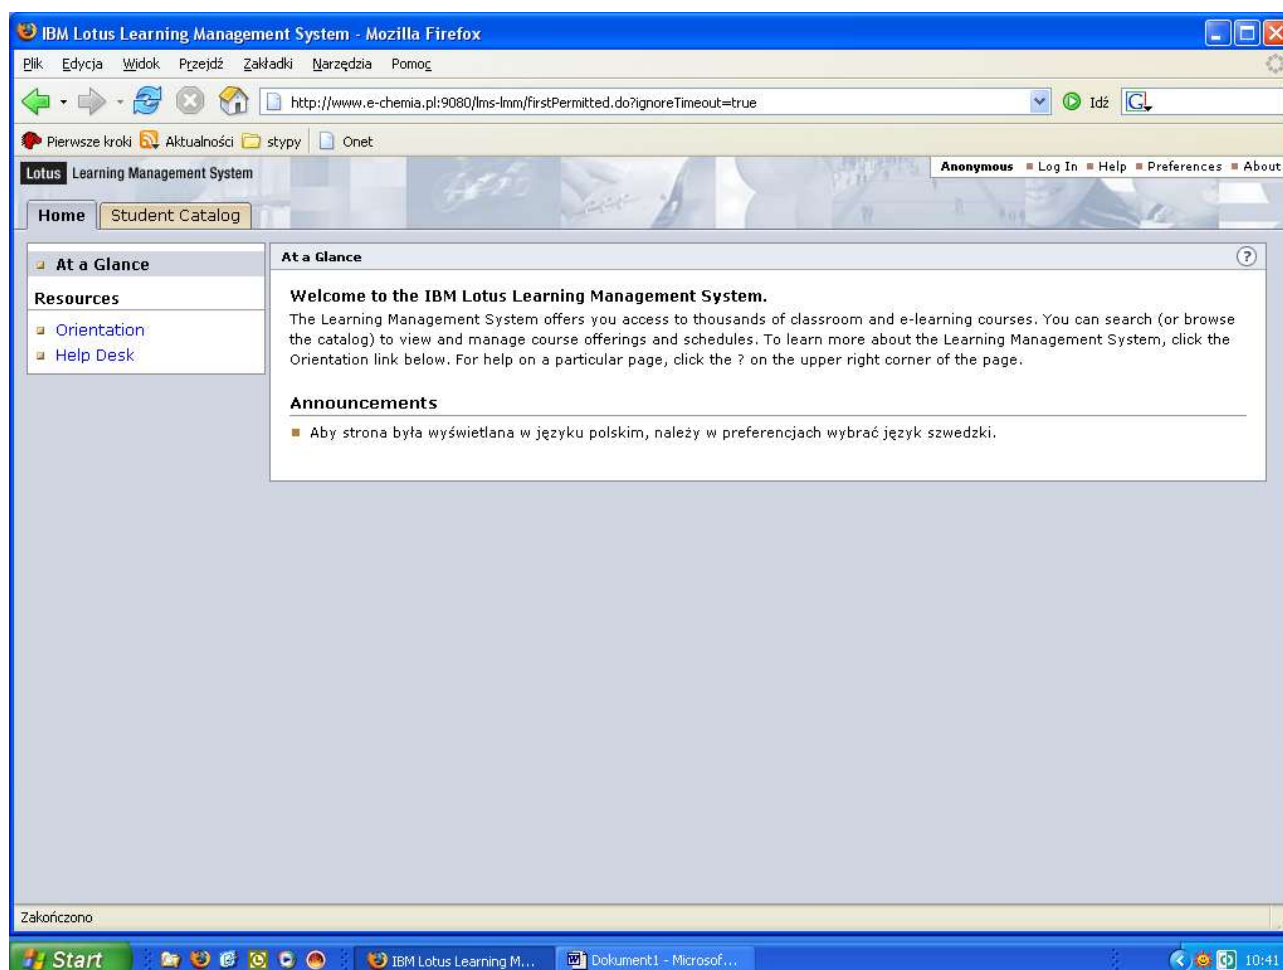 IBM Lotus Learning Management System - Mozilla Firefox
Plik Edycja Widok Przejdź Zakładki Narzędzia Pomoc
http://www.e-chemia.pl:9080/lms-lmm/firstPermitted.do?ignoreTimeout=true Idź
Pierwsze kroki Aktualności stypy Onet
Lotus Learning Management System Anonymous Log In Help Preferences About
Home Student Catalog
At a Glance
Resources
Orientation
Help Desk
At a Glance ?
Welcome to the IBM Lotus Learning Management System.
The Learning Management System offers you access to thousands of classroom and e-learning courses. You can search (or browse
the catalog) to view and manage course offerings and schedules. To learn more about the Learning Management System, click the
Orientation link below. For help on a particular page, click the ? on the upper right corner of the page.
Announcements
Aby strona była wyświetlana w języku polskim, należy w preferencjach wybrać język szwedzki.
Zakończono
Start IBM Lotus Learning M... Dokument1 - Microsof... 10:41